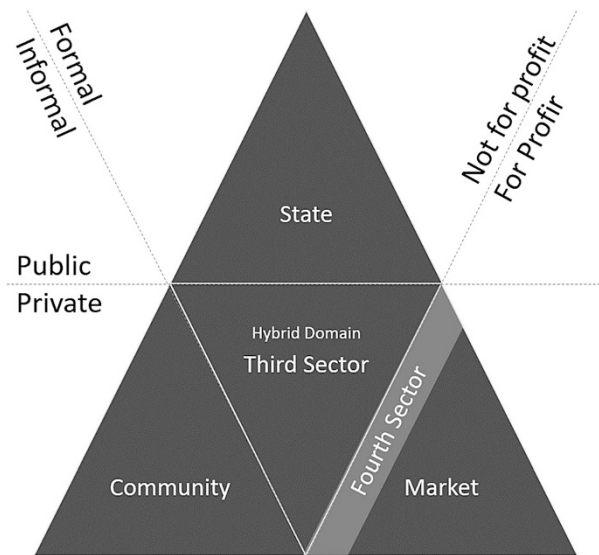 Formal
Informal
Not for profit
For Profir
State
Public
Private
Hybrid Domain
Third Sector
Fourth Sector
Community
Market